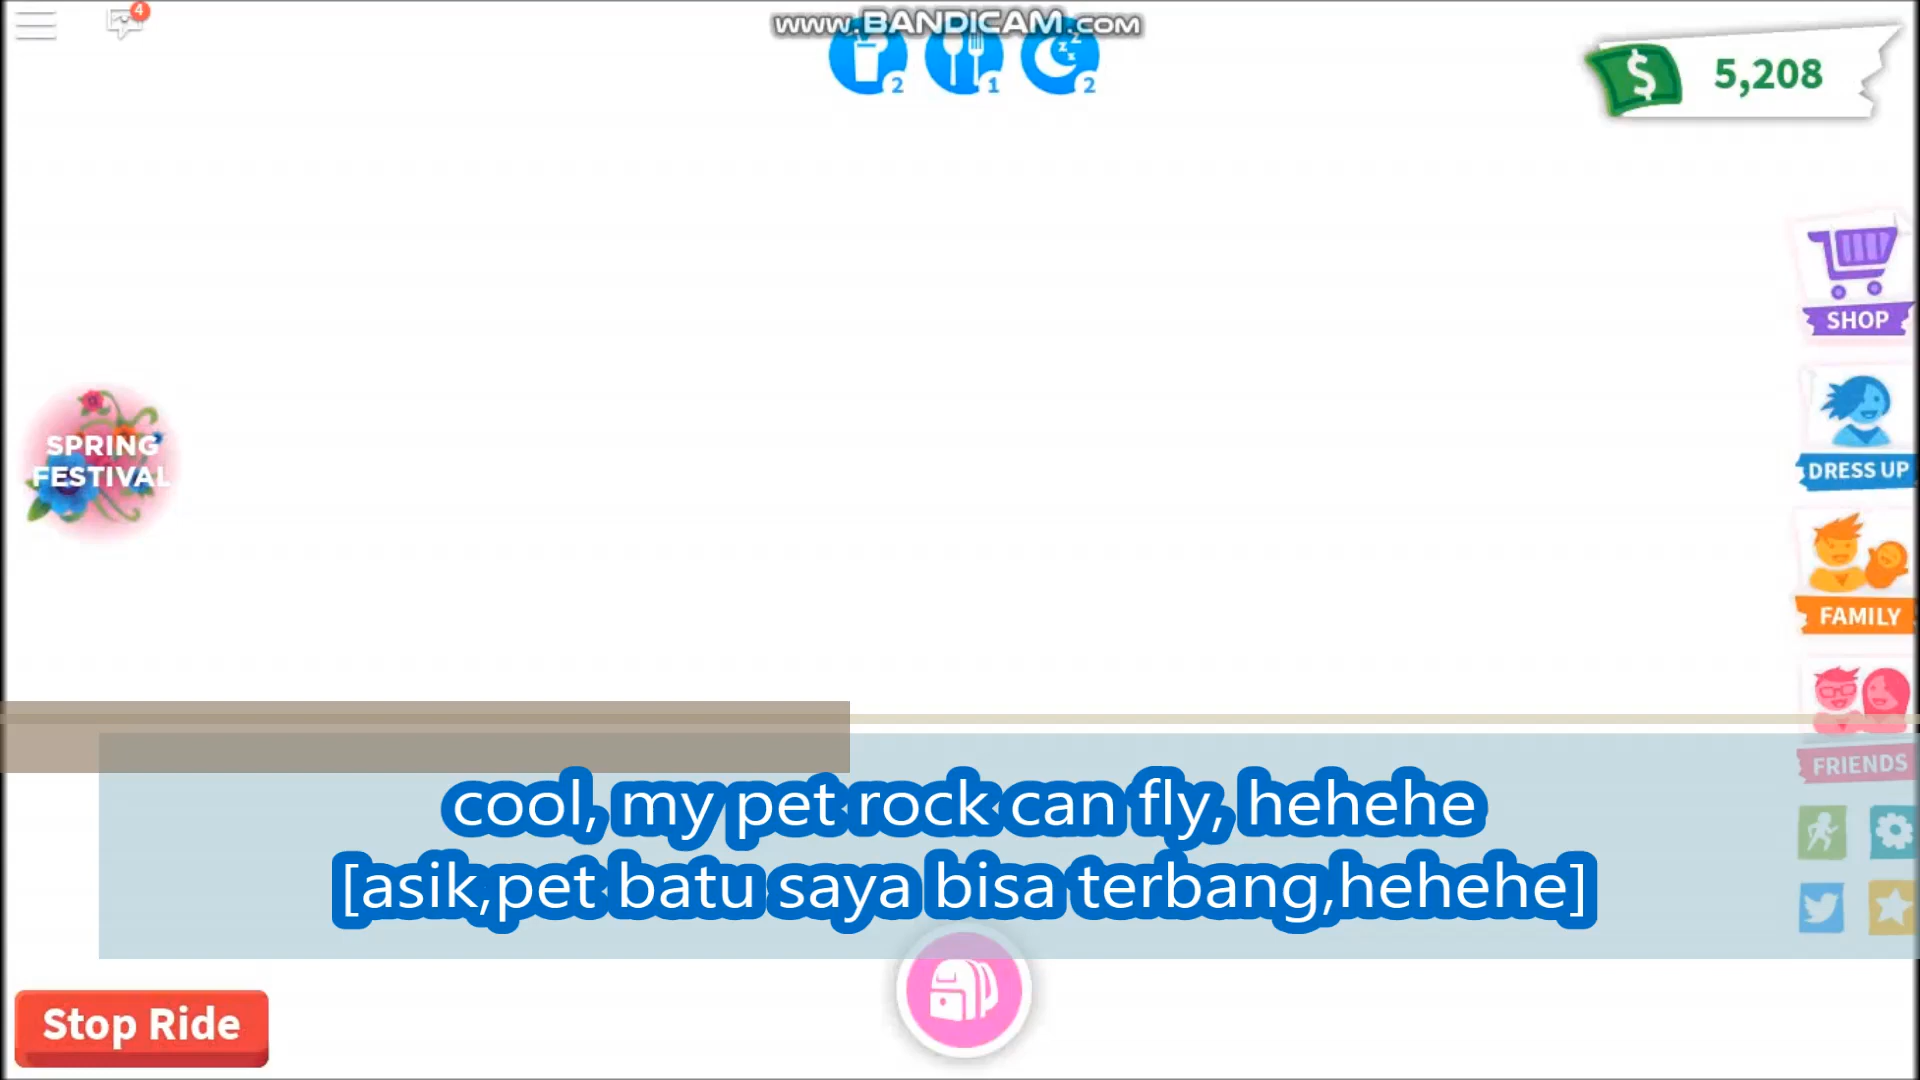 4
www.BANDICAM.com
2
1
2
5,208
SHOP
SPRING
FESTIVAL
DRESS UP
FAMILY
FRIENDS
cool, my pet rock can fly, hehehe
[asik,pet batu saya bisa terbang,hehehe]
Stop Ride